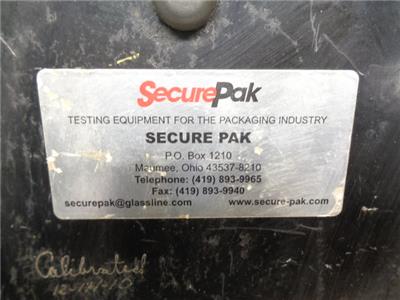 SecurePak
TESTING EQUIPMENT FOR THE PACKAGING INDUSTRY
SECURE PAK
P.O. Box 1210
Maumee, Ohio 43537-8210
Telephone: (419) 893-9965
Fax: (419) 893-9940
securepak@glassline.com www.secure-pak.com
Calibrated